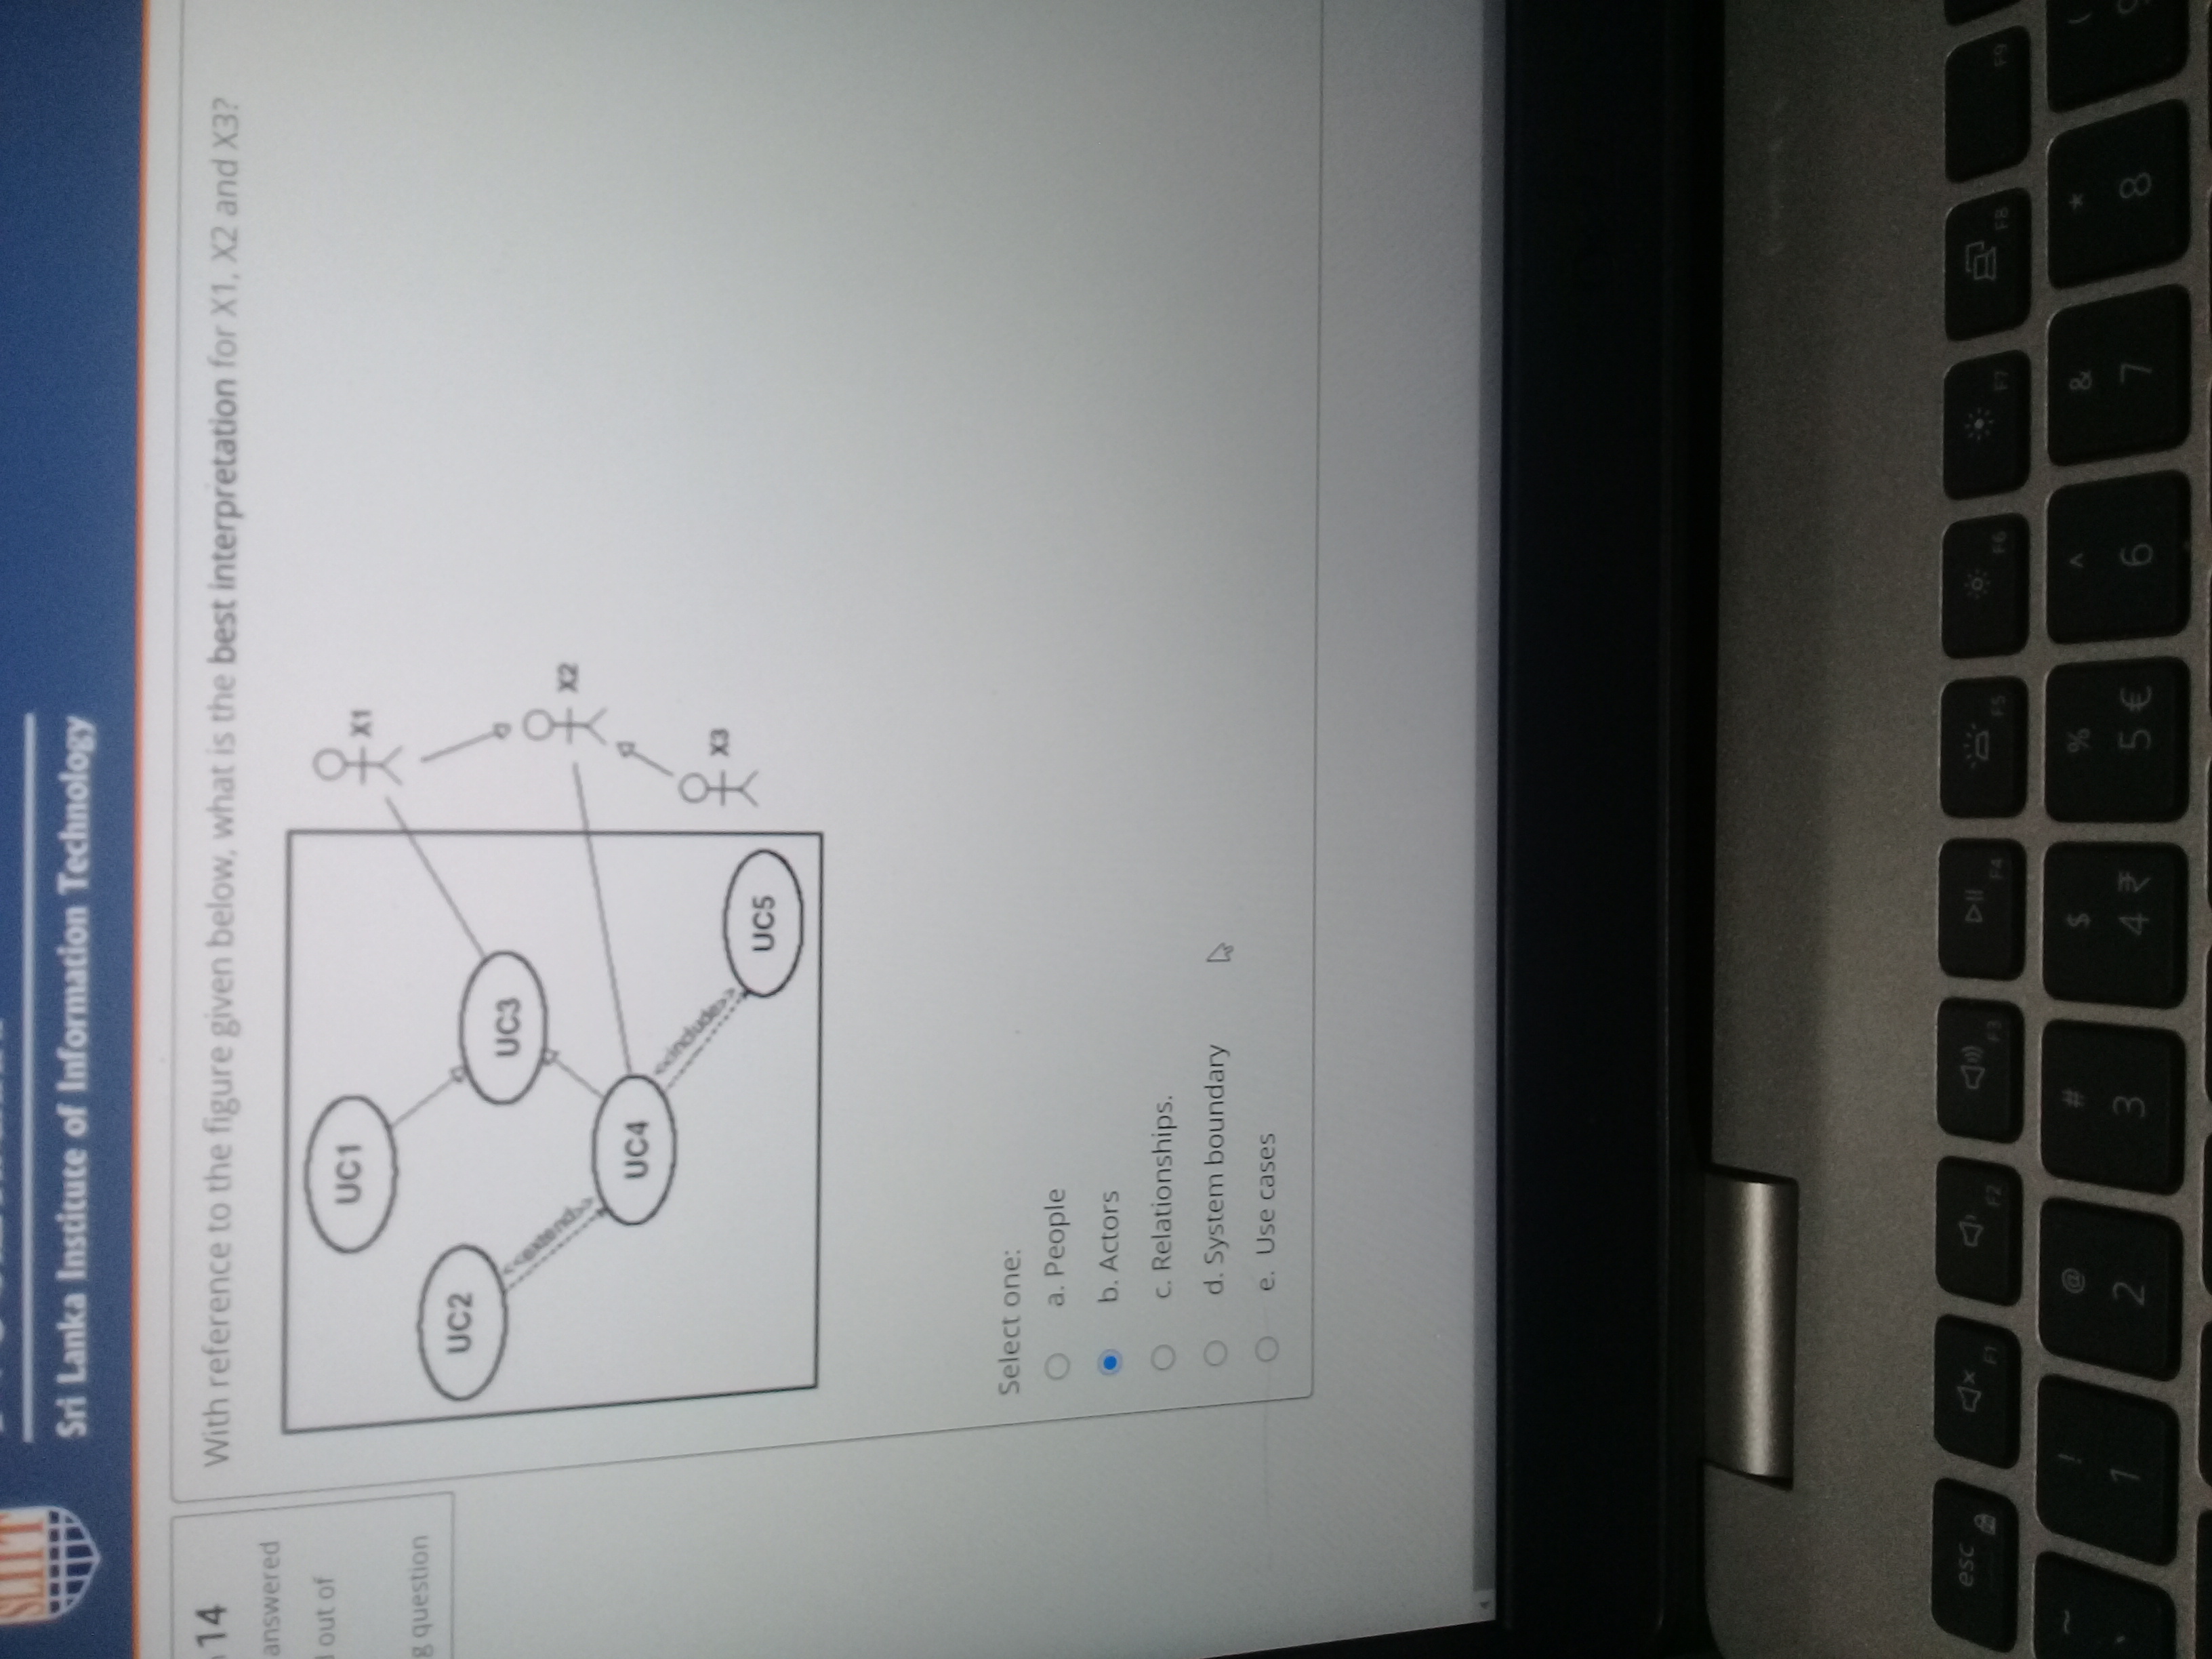 SLIIT
Sri Lanka Institute of Information Technology
14
answered
out of
g question
With reference to the figure given below, what is the best interpretation for X1, X2 and X3?
UC1
X1
UC2
UC3
<<extend>>
X2
UC4
<<include>>
X3
UC5
Select one:
a. People
b. Actors
c. Relationships.
d. System boundary
e. Use cases
esc
F1
F2
F3
F4
F5
F6
F7
F8
F9
~
!
@
#
$
%
^
&
*
(
`
1
2
3
4 ₹
5 €
6
7
8